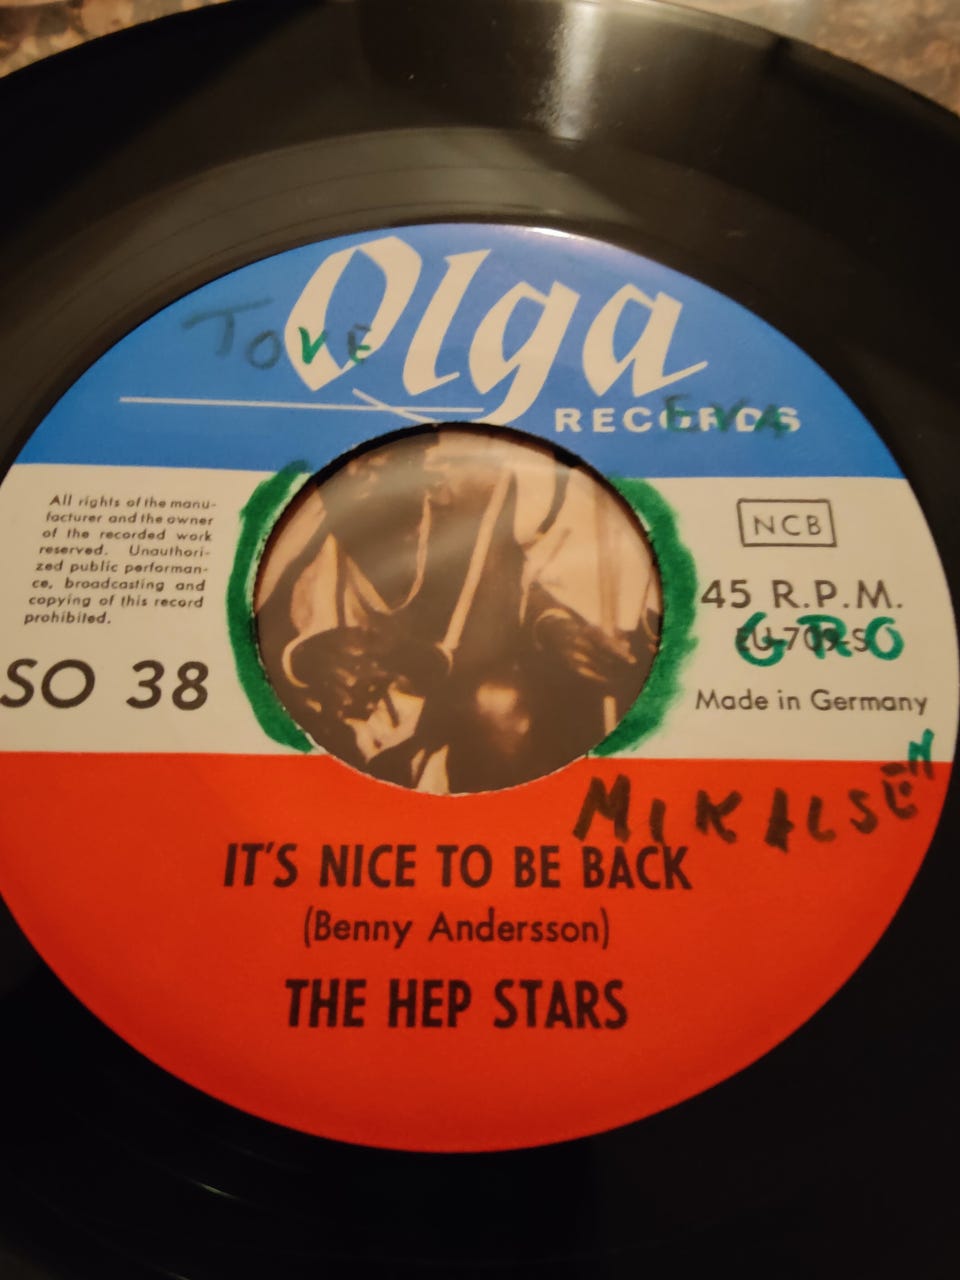 Olga
TOVE
RECORDS
EVA
All rights of the manu-
facturer and the owner
of the recorded work
reserved. Unauthori-
zed public performan-
ce, broadcasting and
copying of this record
prohibited.
SO 38
NCB
45 R.P.M.
GRO
Made in Germany
MIKALSEN
IT'S NICE TO BE BACK
(Benny Andersson)
THE HEP STARS